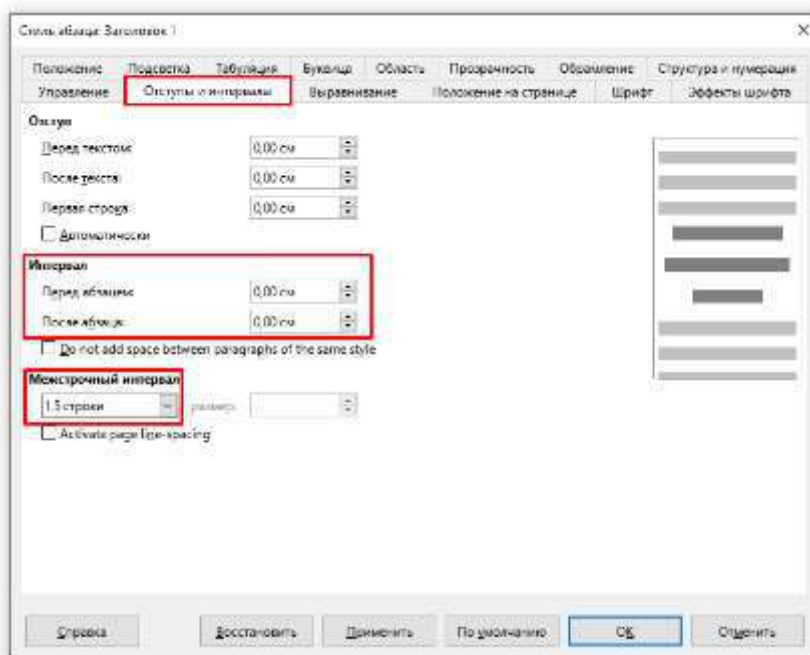 Стиль абзаца: Заголовок 1
Положение Подсветка Табуляция Буквица Область Прозрачность Обрамление Структура и нумерация
Управление Отступы и интервалы Выравнивание Положение на странице Шрифт Эффекты шрифта
Отступ
Перед текстом: 0,00 см
После текста: 0,00 см
Первая строка: 0,00 см
Автоматически
Интервал
Перед абзацем: 0,00 см
После абзаца: 0,00 см
Do not add space between paragraphs of the same style
Межстрочный интервал
1.5 строки размер:
Activate page line-spacing
Справка Восстановить Применить По умолчанию ОК Отменить